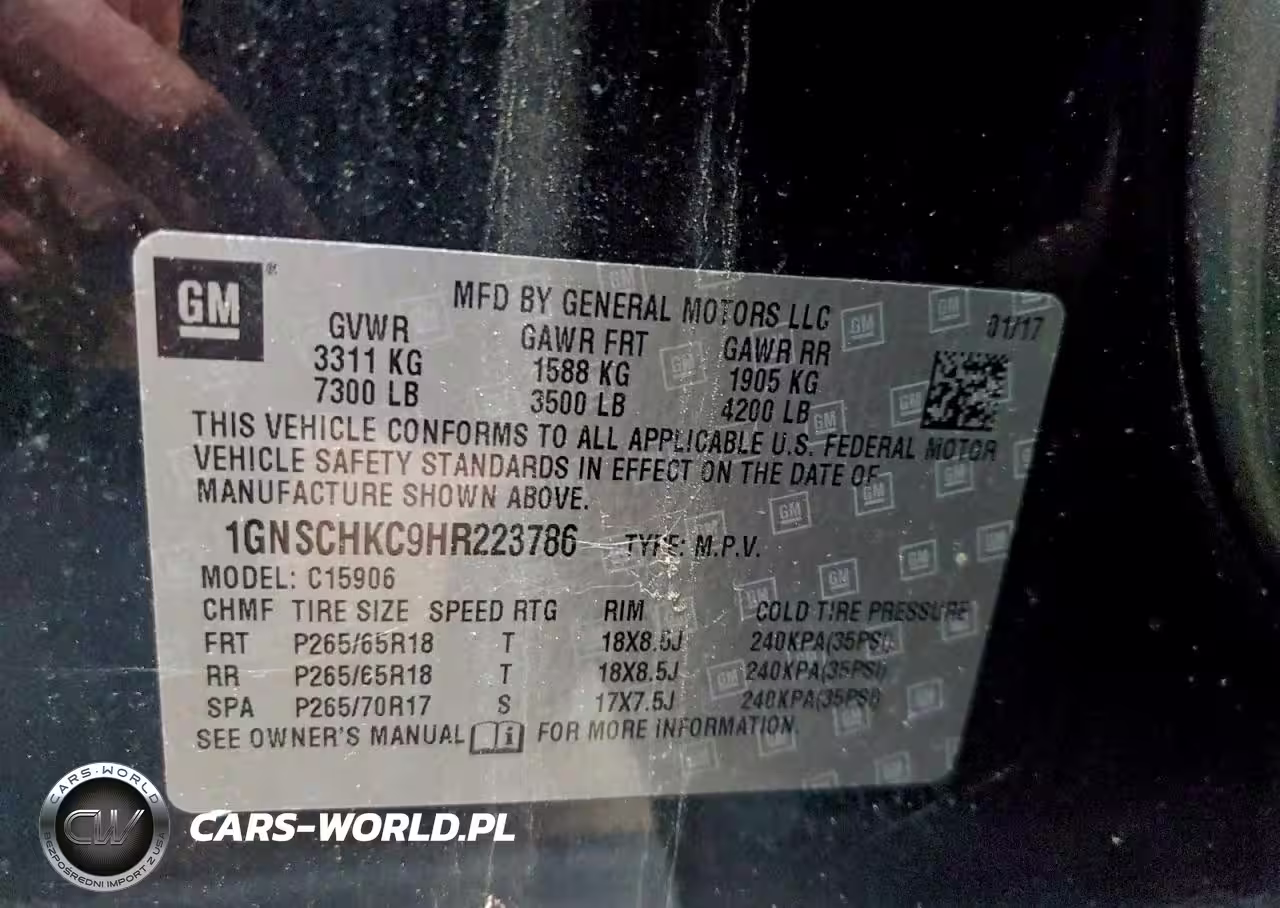 GM ®
MFD BY GENERAL MOTORS LLC
01/17
GVWR GAWR FRT GAWR RR
3311 KG 1588 KG 1905 KG
7300 LB 3500 LB 4200 LB
THIS VEHICLE CONFORMS TO ALL APPLICABLE U.S. FEDERAL MOTOR
VEHICLE SAFETY STANDARDS IN EFFECT ON THE DATE OF
MANUFACTURE SHOWN ABOVE.
1GNSCHKC9HR223786 TYPE: M.P.V.
MODEL: C15906
CHMF TIRE SIZE SPEED RTG RIM COLD TIRE PRESSURE
FRT P265/65R18 T 18X8.5J 240KPA(35PSI)
RR P265/65R18 T 18X8.5J 240KPA(35PSI)
SPA P265/70R17 S 17X7.5J 240KPA(35PSI)
SEE OWNER'S MANUAL i FOR MORE INFORMATION.
CARS-WORLD
CW
BEZPOŚREDNI IMPORT Z USA
CARS-WORLD.PL